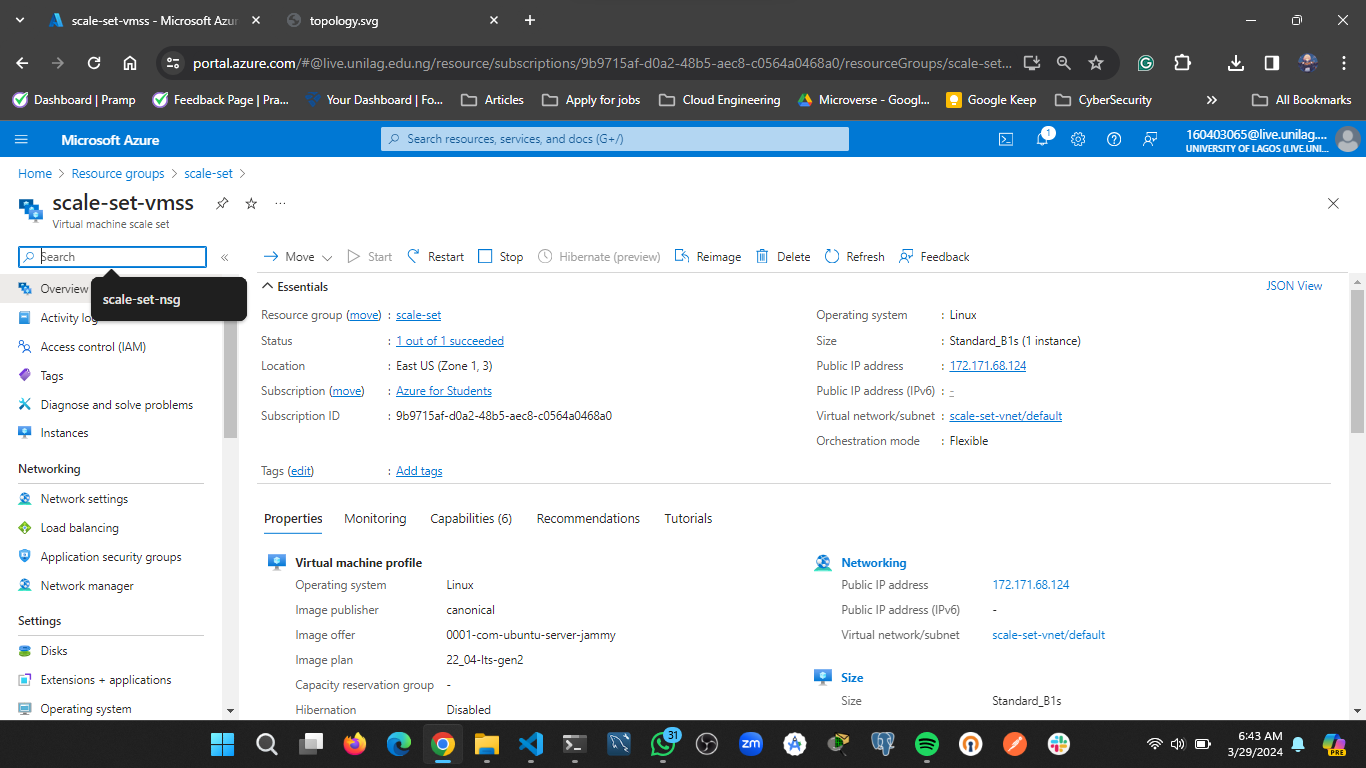 scale-set-vmss - Microsoft Azur
topology.svg
portal.azure.com/#@live.unilag.edu.ng/resource/subscriptions/9b9715af-d0a2-48b5-aec8-c0564a0468a0/resourceGroups/scale-set...
Dashboard | Pramp
Feedback Page | Pra...
Your Dashboard | Fo...
Articles
Apply for jobs
Cloud Engineering
Microverse - Googl...
Google Keep
CyberSecurity
All Bookmarks
Microsoft Azure
Search resources, services, and docs (G+/)
1
160403065@live.unilag....
UNIVERSITY OF LAGOS (LIVE.UNI...
Home > Resource groups > scale-set >
scale-set-vmss
Virtual machine scale set
Search
scale-set-nsg
Overview
Activity log
Access control (IAM)
Tags
Diagnose and solve problems
Instances
Networking
Network settings
Load balancing
Application security groups
Network manager
Settings
Disks
Extensions + applications
Operating system
Move
Start
Restart
Stop
Hibernate (preview)
Reimage
Delete
Refresh
Feedback
Essentials
JSON View
Resource group (move) : scale-set
Status : 1 out of 1 succeeded
Location : East US (Zone 1, 3)
Subscription (move) : Azure for Students
Subscription ID : 9b9715af-d0a2-48b5-aec8-c0564a0468a0
Operating system : Linux
Size : Standard_B1s (1 instance)
Public IP address : 172.171.68.124
Public IP address (IPv6) : -
Virtual network/subnet : scale-set-vnet/default
Orchestration mode : Flexible
Tags (edit) : Add tags
Properties
Monitoring
Capabilities (6)
Recommendations
Tutorials
Virtual machine profile
Operating system Linux
Image publisher canonical
Image offer 0001-com-ubuntu-server-jammy
Image plan 22_04-lts-gen2
Capacity reservation group -
Hibernation Disabled
Networking
Public IP address 172.171.68.124
Public IP address (IPv6) -
Virtual network/subnet scale-set-vnet/default
Size
Size Standard_B1s
31
zm
PRE
6:43 AM
3/29/2024